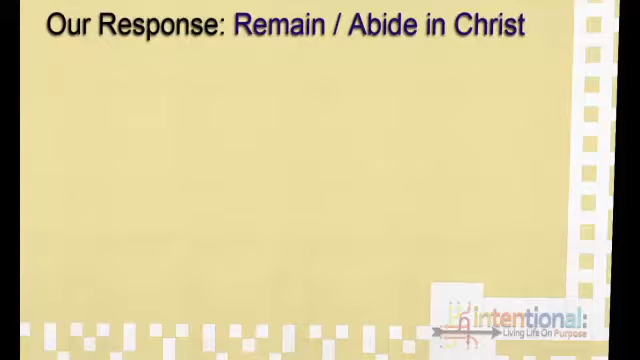 Our Response: Remain / Abide in Christ
intentional:
Living Life On Purpose